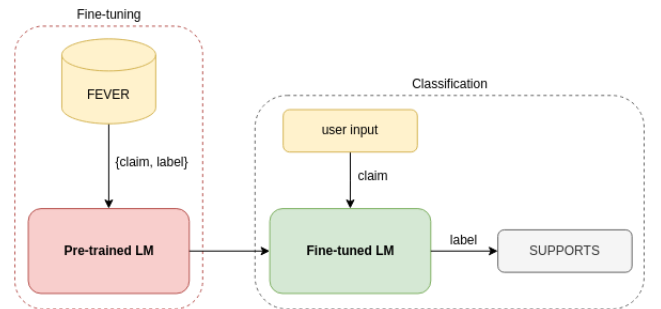 Fine-tuning
FEVER
{claim, label}
Pre-trained LM
Classification
user input
claim
Fine-tuned LM
label
SUPPORTS